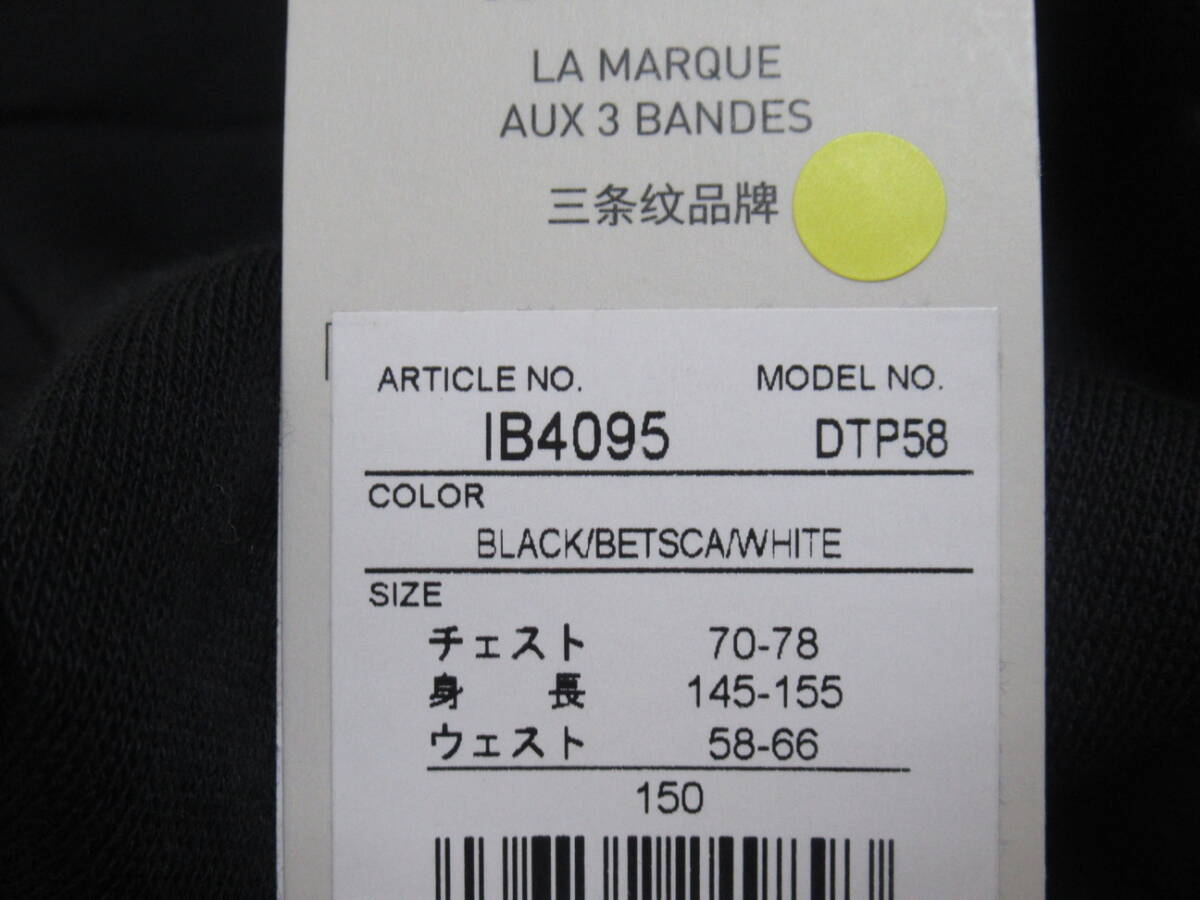 LA MARQUE
AUX 3 BANDES
三条纹品牌
ARTICLE NO. MODEL NO.
IB4095 DTP58
COLOR
BLACK/BETSCA/WHITE
SIZE
チェスト 70-78
身 長 145-155
ウェスト 58-66
150